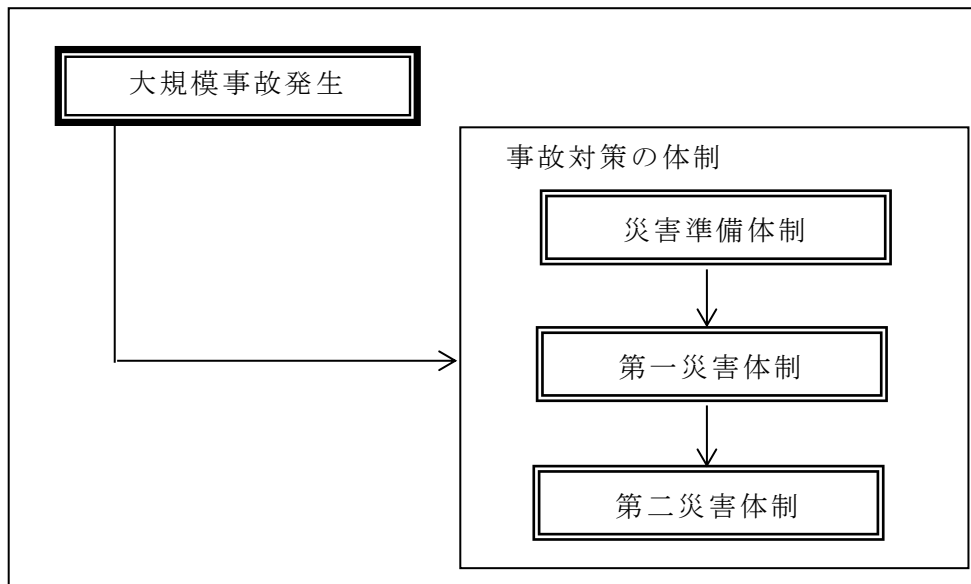 大規模事故発生
事故対策の体制
災害準備体制
第一災害体制
第二災害体制